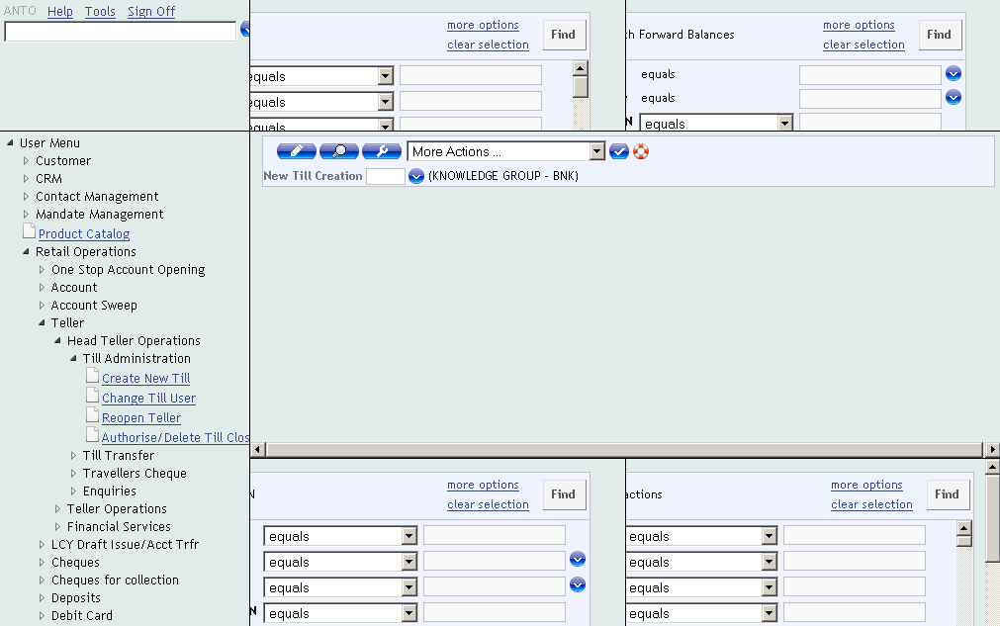 ANTO Help Tools Sign Off
more options
clear selection
Find
equals
equals
equals
th Forward Balances
more options
clear selection
Find
equals
equals
N equals
User Menu
Customer
CRM
Contact Management
Mandate Management
Product Catalog
Retail Operations
One Stop Account Opening
Account
Account Sweep
Teller
Head Teller Operations
Till Administration
Create New Till
Change Till User
Reopen Teller
Authorise/Delete Till Clos
Till Transfer
Travellers Cheque
Enquiries
Teller Operations
Financial Services
LCY Draft Issue/Acct Trfr
Cheques
Cheques for collection
Deposits
Debit Card
More Actions ...
New Till Creation (KNOWLEDGE GROUP - BNK)
N
more options
clear selection
Find
equals
equals
equals
N equals
actions
more options
clear selection
Find
equals
equals
equals
equals